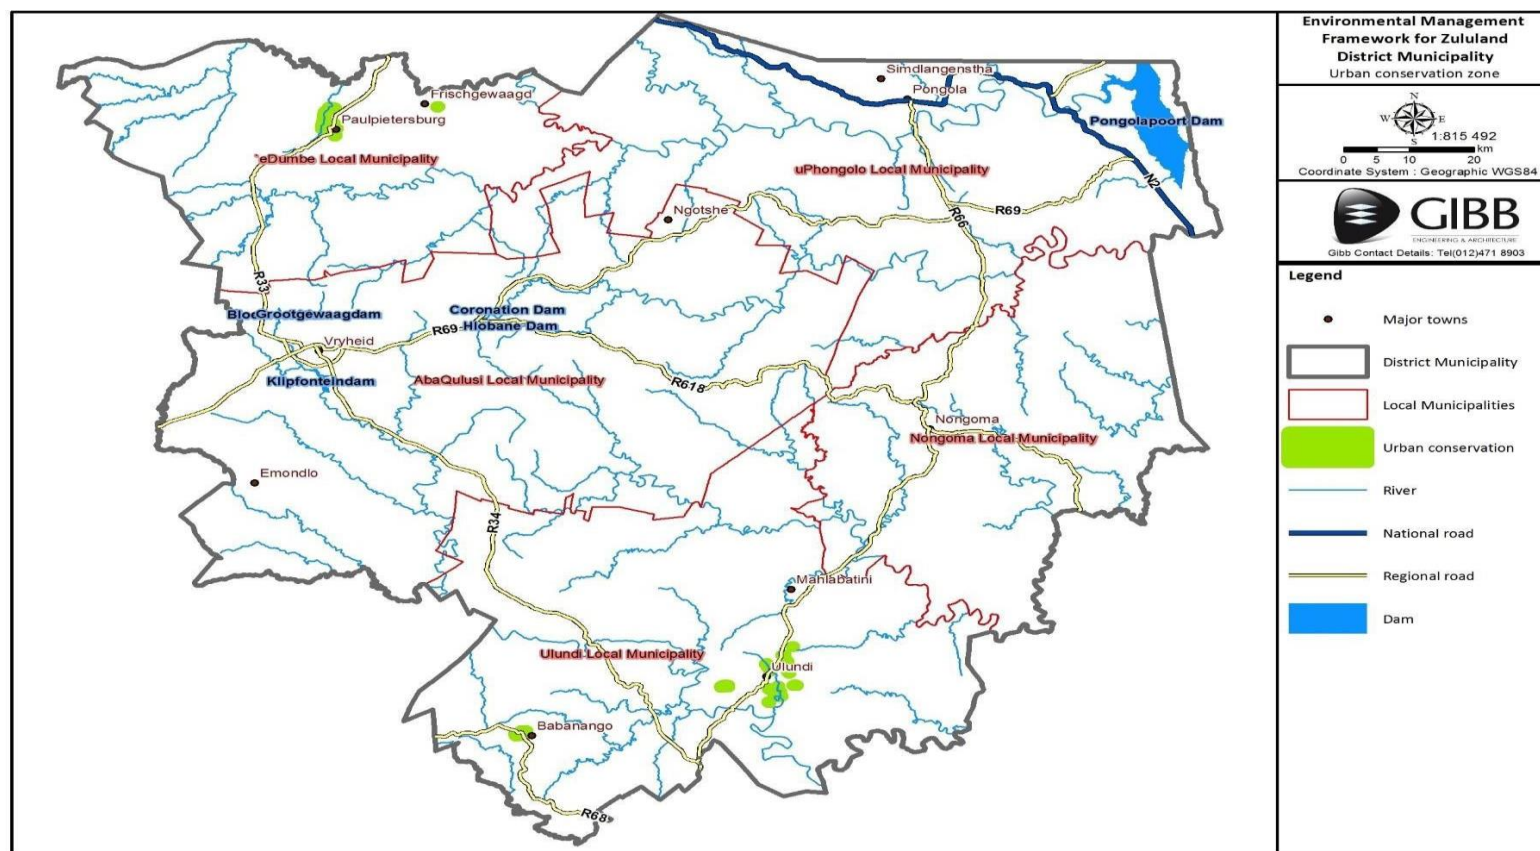 Environmental Management
Framework for Zululand
District Municipality
Urban conservation zone
N
W E
S
1:815 492
0 5 10 20
km
Coordinate System : Geographic WGS84
GIBB
ENGINEERING & ARCHITECTURE
Gibb Contact Details: Tel(012)471 8903
Legend
Major towns
District Municipality
Local Municipalities
Urban conservation
River
National road
Regional road
Dam
Simdlangenstha
Frischgewaagd
Pongola
Paulpietersburg
Pongolapoort Dam
eDumbe Local Municipality
uPhongolo Local Municipality
N2
Ngotshe
R69
R66
R33
Coronation Dam
Grootgewaagdam
Hlobane Dam
R69
Vryheid
Klipfonteindam
AbaQulusi Local Municipality
R618
Nongoma
Nongoma Local Municipality
Emondlo
R34
Mahlabatini
Ulundi Local Municipality
Ulundi
Babanango
R68